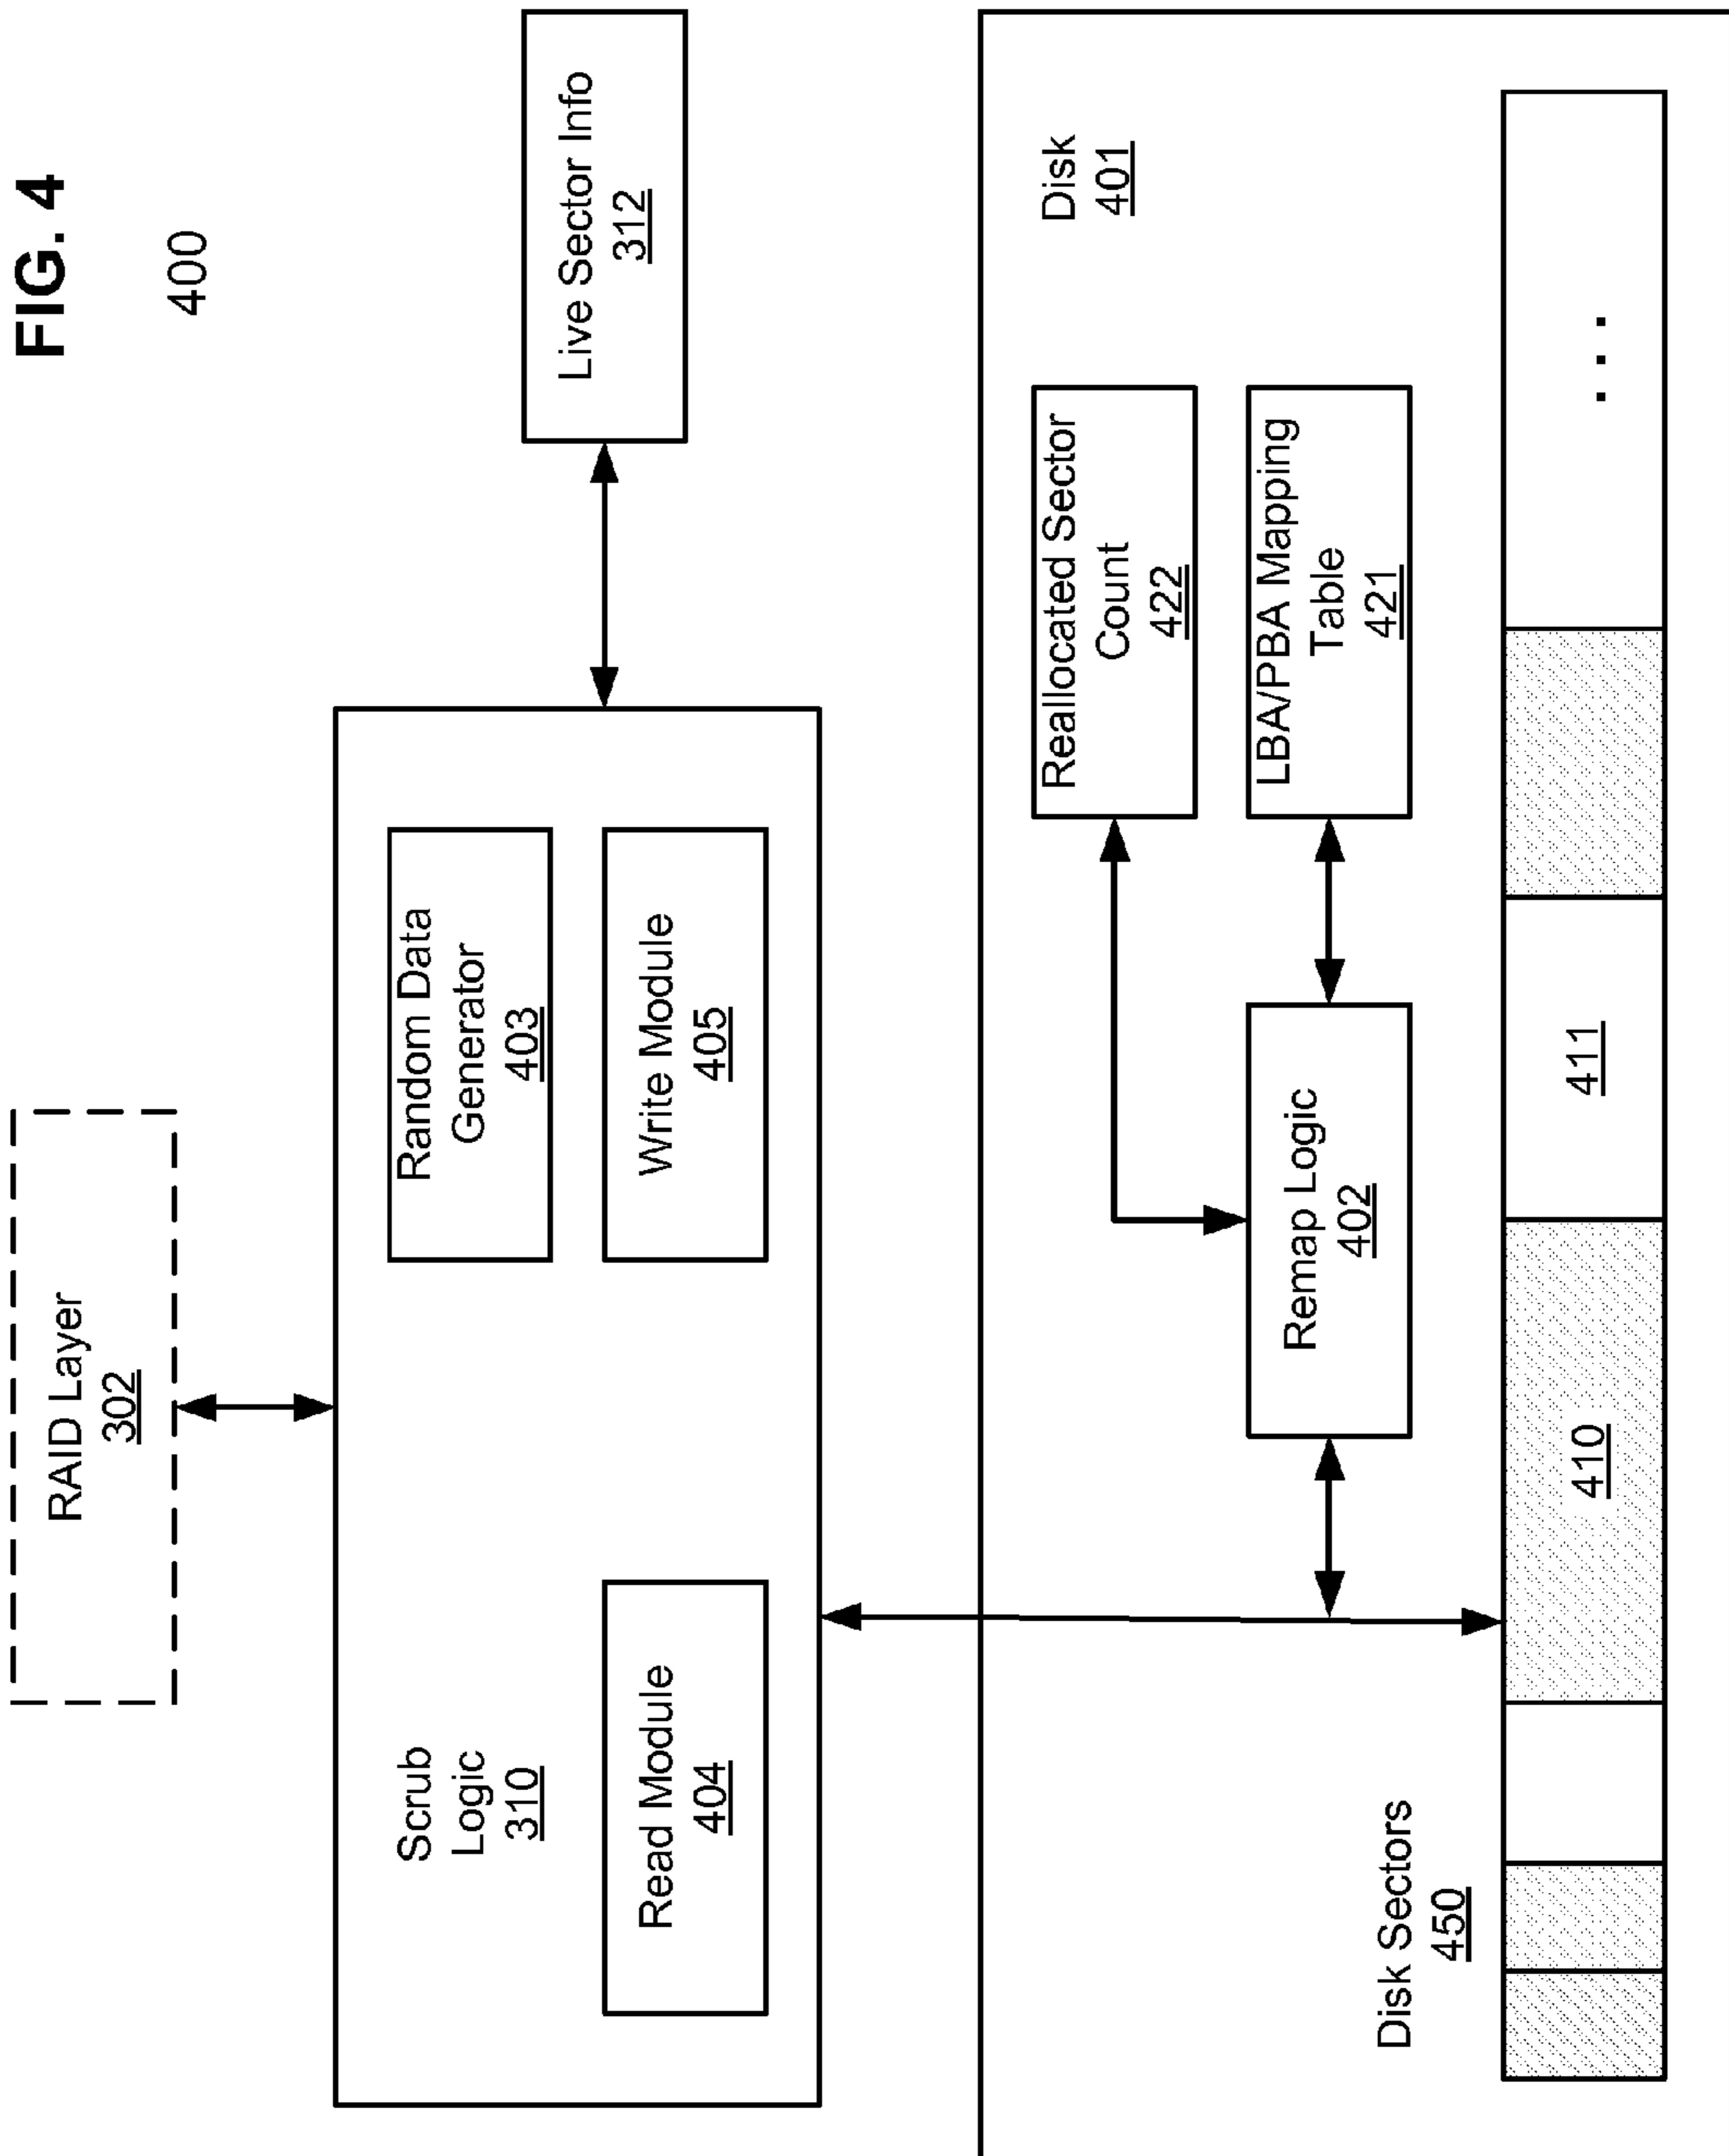 FIG. 4
400
RAID Layer
302
Scrub
Logic
310
Random Data
Generator
403
Read Module
404
Write Module
405
Live Sector Info
312
Disk
401
Reallocated Sector
Count
422
Remap Logic
402
LBA/PBA Mapping
Table
421
Disk Sectors
450
410
411
. . .